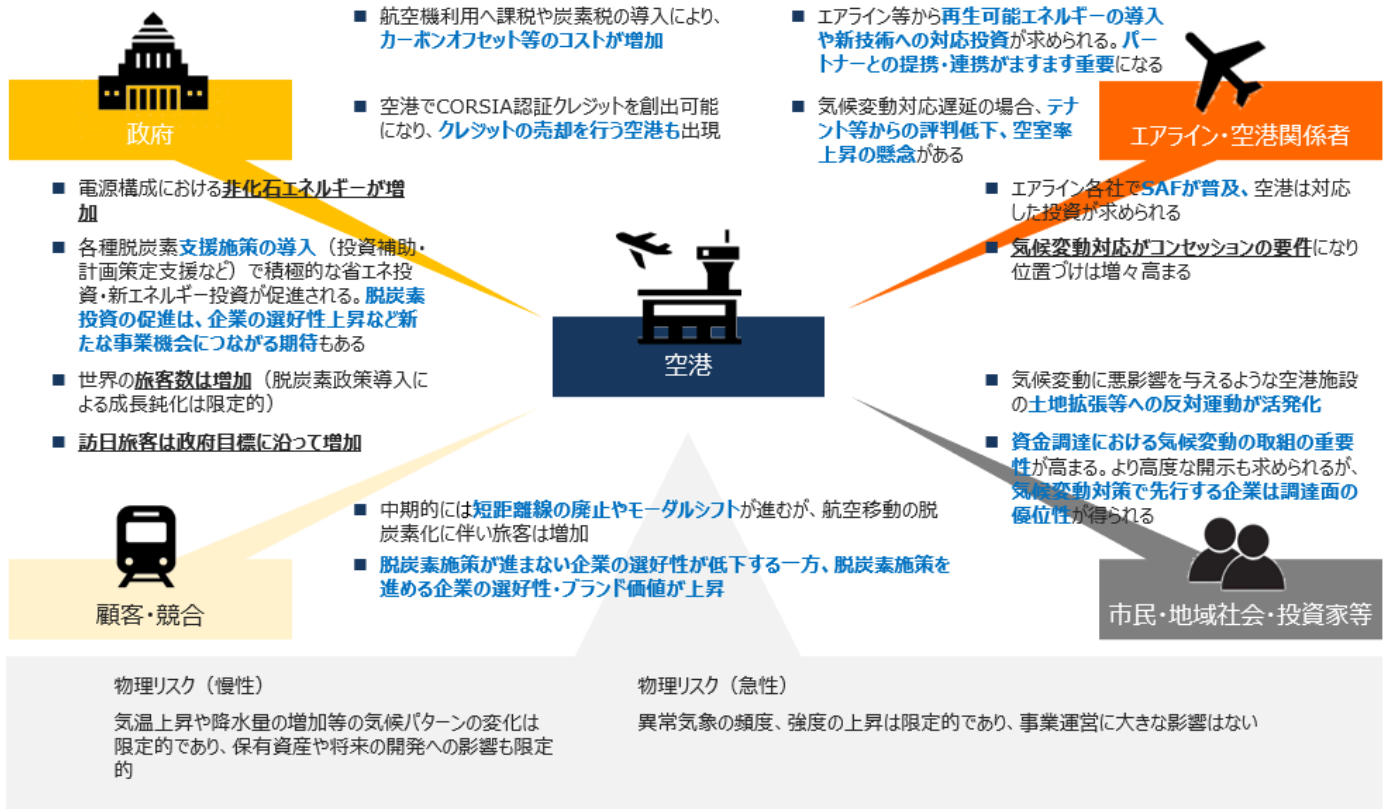 政府
■ 航空機利用へ課税や炭素税の導入により、
カーボンオフセット等のコストが増加
■ 空港でCORSIA認証クレジットを創出可能
になり、クレジットの売却を行う空港も出現
■ 電源構成における非化石エネルギーが増
加
■ 各種脱炭素支援施策の導入（投資補助・
計画策定支援など）で積極的な省エネ投
資・新エネルギー投資が促進される。脱炭素
投資の促進は、企業の選好性上昇など新
たな事業機会につながる期待もある
■ 世界の旅客数は増加（脱炭素政策導入に
よる成長鈍化は限定的）
■ 訪日旅客は政府目標に沿って増加
■ エアライン等から再生可能エネルギーの導入
や新技術への対応投資が求められる。パー
トナーとの提携・連携がますます重要になる
■ 気候変動対応遅延の場合、テナ
ント等からの評判低下、空室率
上昇の懸念がある
エアライン・空港関係者
■ エアライン各社でSAFが普及、空港は対応
した投資が求められる
■ 気候変動対応がコンセッションの要件になり
位置づけは増々高まる
空港
■ 気候変動に悪影響を与えるような空港施設
の土地拡張等への反対運動が活発化
■ 資金調達における気候変動の取組の重要
性が高まる。より高度な開示も求められるが、
気候変動対策で先行する企業は調達面の
優位性が得られる
市民・地域社会・投資家等
顧客・競合
■ 中期的には短距離線の廃止やモーダルシフトが進むが、航空移動の脱
炭素化に伴い旅客は増加
■ 脱炭素施策が進まない企業の選好性が低下する一方、脱炭素施策を
進める企業の選好性・ブランド価値が上昇
物理リスク（慢性）
気温上昇や降水量の増加等の気候パターンの変化は
限定的であり、保有資産や将来の開発への影響も限定
的
物理リスク（急性）
異常気象の頻度、強度の上昇は限定的であり、事業運営に大きな影響はない